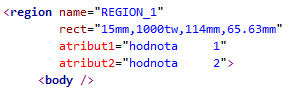 <region name="REGION_1"
rect="15mm,1000tw,114mm,65.63mm"
atribut1="hodnota     1"
atribut2="hodnota     2">
<body />